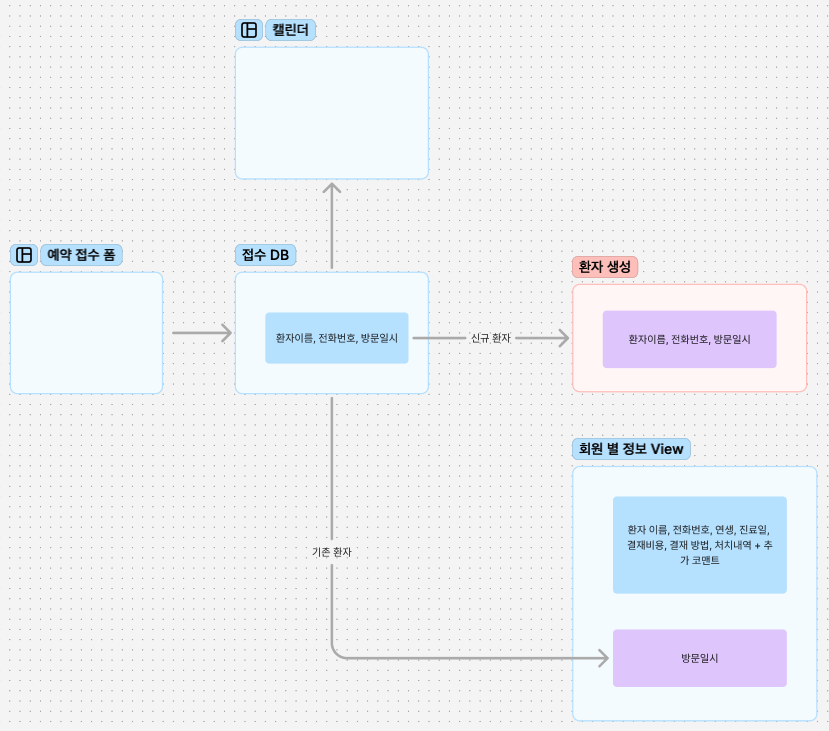 캘린더
예약 접수 폼
접수 DB
환자이름, 전화번호, 방문일시
신규 환자
환자 생성
환자이름, 전화번호, 방문일시
회원 별 정보 View
환자 이름, 전화번호, 연생, 진료일,
결재비용, 결재 방법, 처치내역 + 추
가 코맨트
기존 환자
방문일시